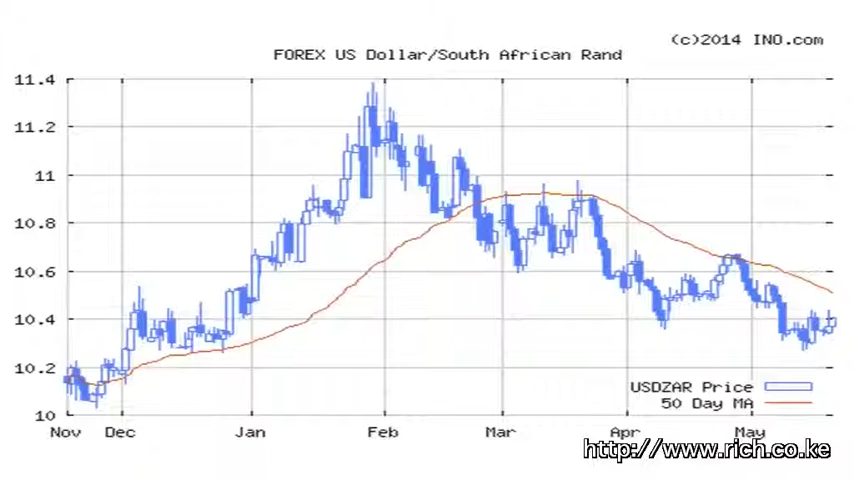 (c)2014 INO.com
FOREX US Dollar/South African Rand
11.4
11.2
11
10.8
10.6
10.4
10.2
10
Nov Dec Jan Feb Mar Apr May
USDZAR Price
50 Day MA
http://www.rich.co.ke